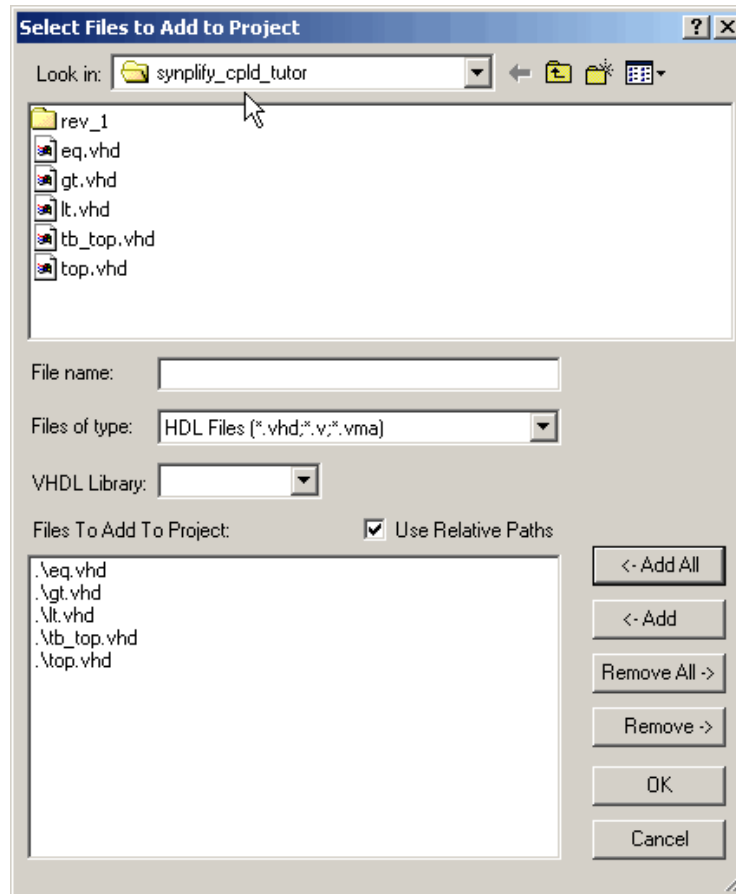 Select Files to Add to Project
Look in: synplify_cpld_tutor
rev_1
eq.vhd
gt.vhd
lt.vhd
tb_top.vhd
top.vhd
File name:
Files of type: HDL Files (*.vhd;*.v;*.vma)
VHDL Library:
Files To Add To Project: Use Relative Paths
.\eq.vhd
.\gt.vhd
.\lt.vhd
.\tb_top.vhd
.\top.vhd
<- Add All
<- Add
Remove All ->
Remove ->
OK
Cancel